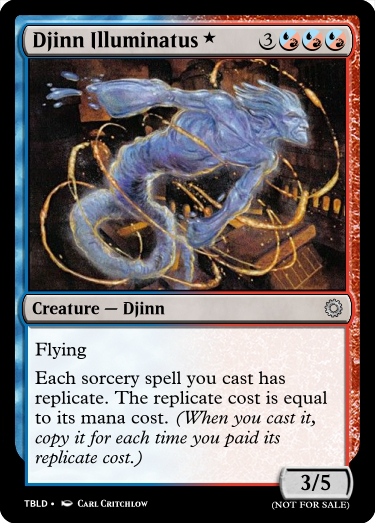 Djinn Illuminatus ★ 3
Creature — Djinn
Flying
Each sorcery spell you cast has
replicate. The replicate cost is equal
to its mana cost. (When you cast it,
copy it for each time you paid its
replicate cost.)
3/5
TBLD • Carl Critchlow
(NOT FOR SALE)